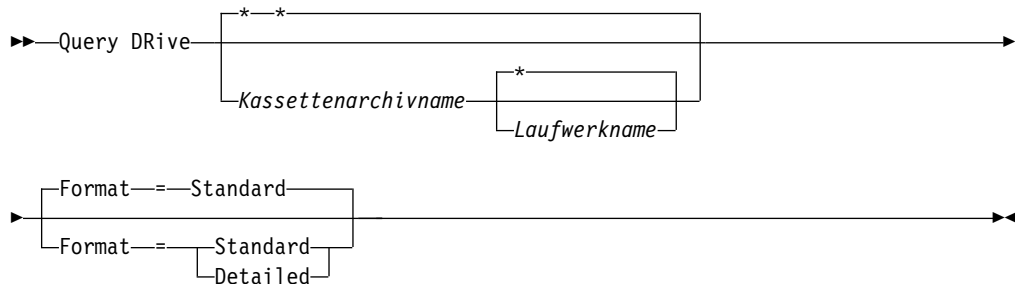 * *
Query DRive
*
Kassettenarchivname
Laufwerkname
Format = Standard
Format = Standard
Detailed